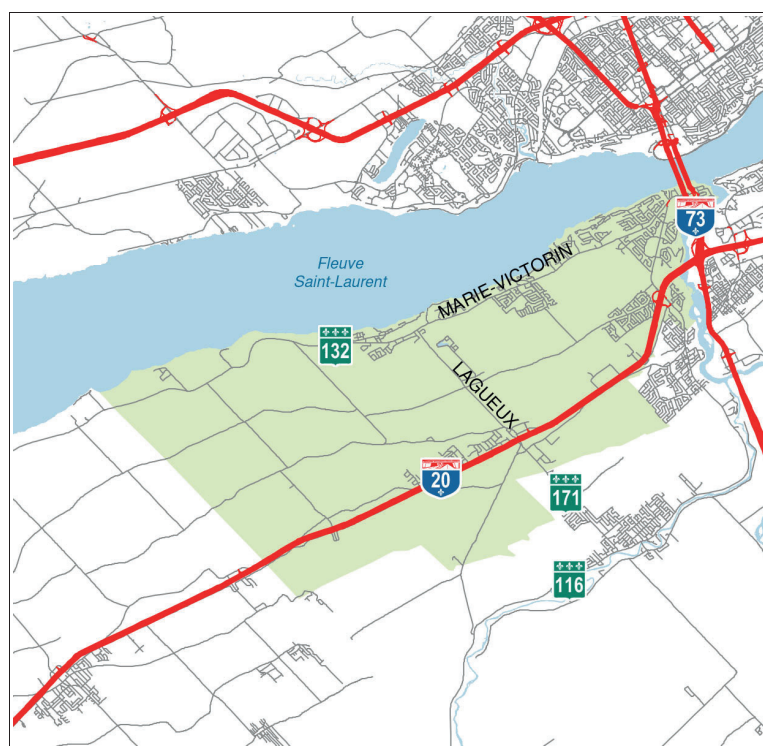 73
Fleuve
Saint-Laurent
MARIE-VICTORIN
132
LAGUEUX
20
171
116